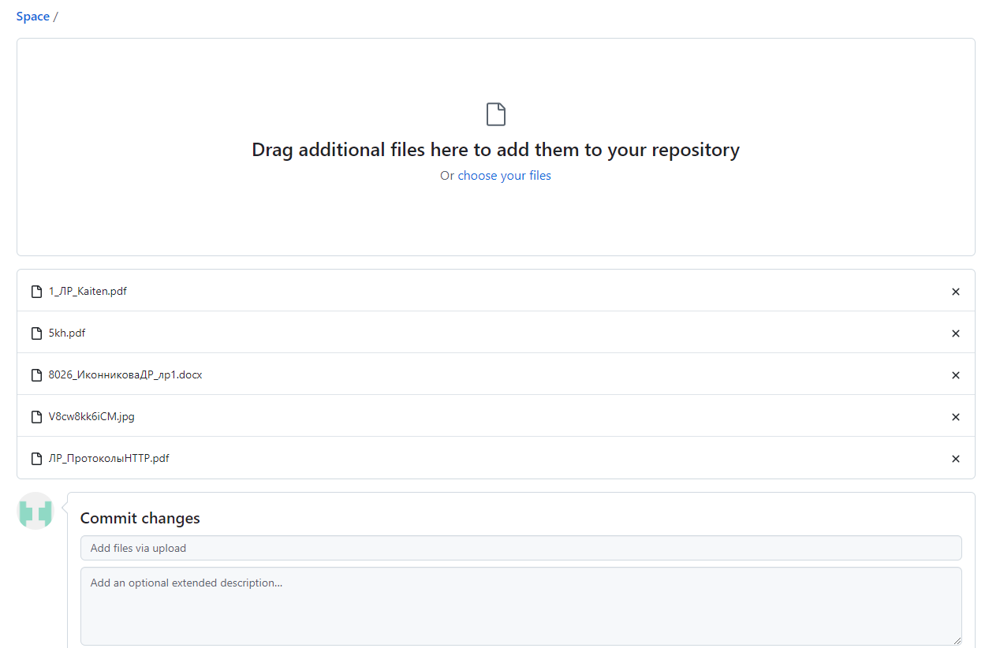 Space /
Drag additional files here to add them to your repository
Or choose your files
1_ЛР_Kaiten.pdf
5kh.pdf
8026_ИконниковаДР_лр1.docx
V8cw8kk6iCM.jpg
ЛР_ПротоколыHTTP.pdf
Commit changes
Add files via upload
Add an optional extended description...